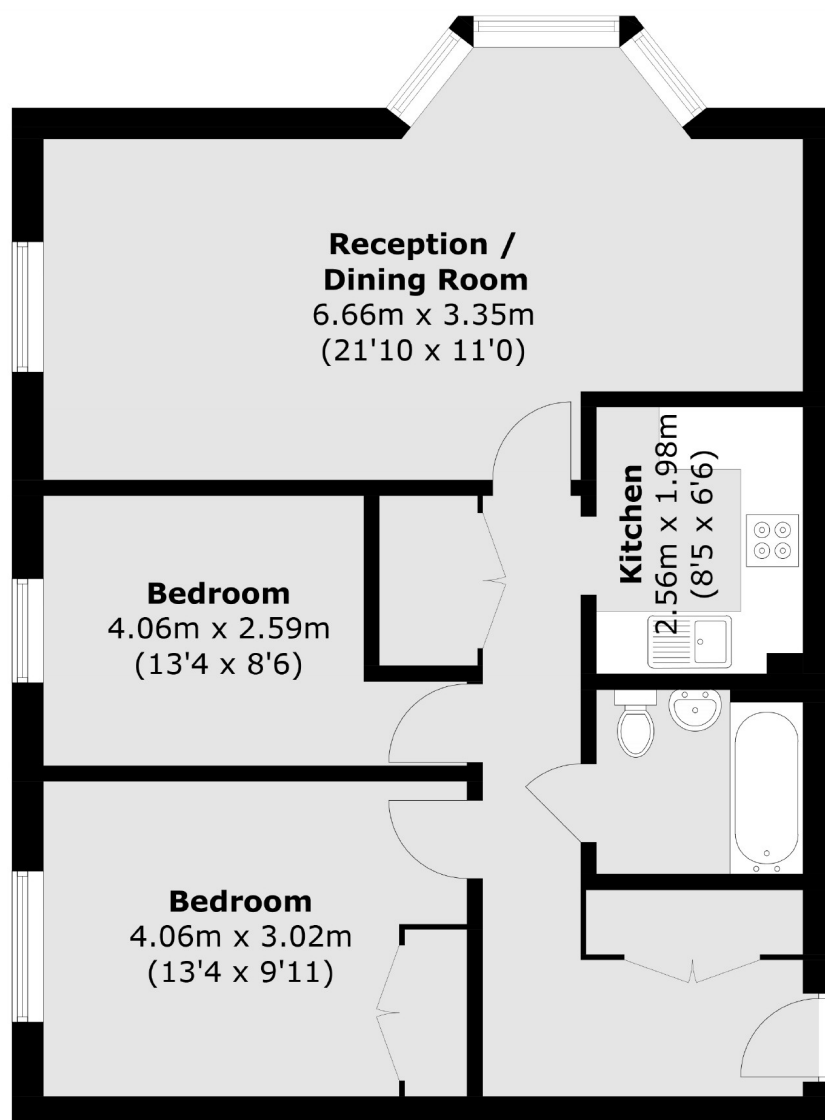 Reception /
Dining Room
6.66m x 3.35m
(21'10 x 11'0)
Kitchen
2.56m x 1.98m
(8'5 x 6'6)
Bedroom
4.06m x 2.59m
(13'4 x 8'6)
Bedroom
4.06m x 3.02m
(13'4 x 9'11)